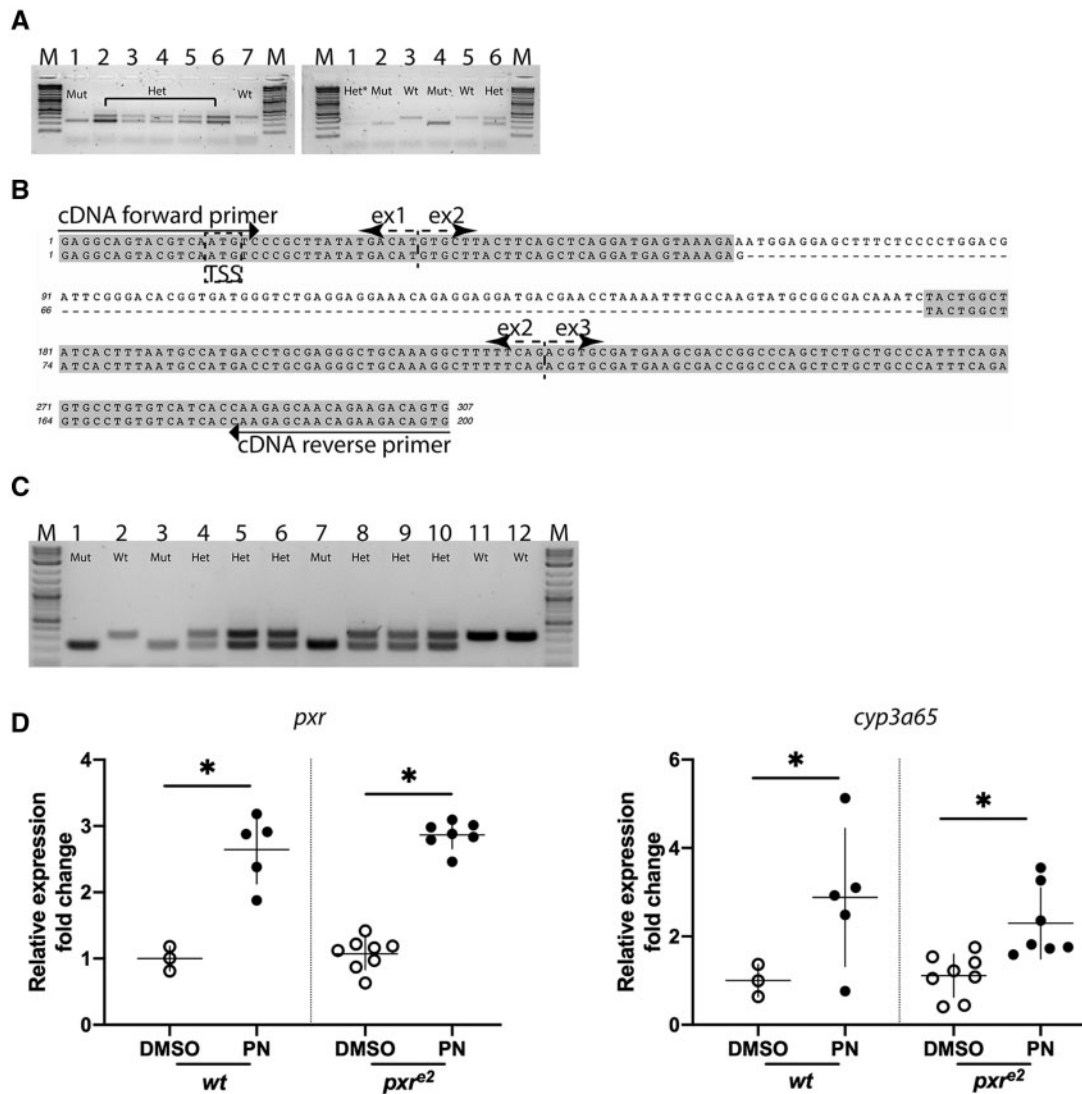 A
M 1 2 3 4 5 6 7 M M 1 2 3 4 5 6 M
Mut Het Wt Het* Mut Wt Mut Wt Het
B
cDNA forward primer ex1 ex2
1 GAGGCAGTACGTCAATGTCCCGCTTATATGACATGTGCTTACTTCAGCTCAGGATGAGTAAAGAAATGGAGGAGCTTTCTCCCCTGGACG
1 GAGGCAGTACGTCAATGTCCCGCTTATATGACATGTGCTTACTTCAGCTCAGGATGAGTAAAGAG-------------------------
TSS
91 ATTCGGGACACGGTGATGGGTCTGAGGAGGAAACAGAGGAGGATGACGAACCTAAAATTTGCCAAGTATGCGGCGACAAATCTACTGGCT
66 ----------------------------------------------------------------------------------TACTGGCT
ex2 ex3
181 ATCACTTTAATGCCATGACCTGCGAGGGCTGCAAAGGCTTTTTCAGACGTGCGATGAAGCGACCGGCCCAGCTCTGCTGCCCATTTCAGA
74 ATCACTTTAATGCCATGACCTGCGAGGGCTGCAAAGGCTTTTTCAGACGTGCGATGAAGCGACCGGCCCAGCTCTGCTGCCCATTTCAGA
271 GTGCCTGTGTCATCACCAAGAGCAACAGAAGACAGTG 307
164 GTGCCTGTGTCATCACCAAGAGCAACAGAAGACAGTG 200
cDNA reverse primer
C
M 1 2 3 4 5 6 7 8 9 10 11 12 M
Mut Wt Mut Het Het Het Mut Het Het Het Wt Wt
D
pxr
Relative expression
fold change
4
3
2
1
0
* *
DMSO PN DMSO PN
wt pxr^e2
cyp3a65
Relative expression
fold change
6
4
2
0
* *
DMSO PN DMSO PN
wt pxr^e2